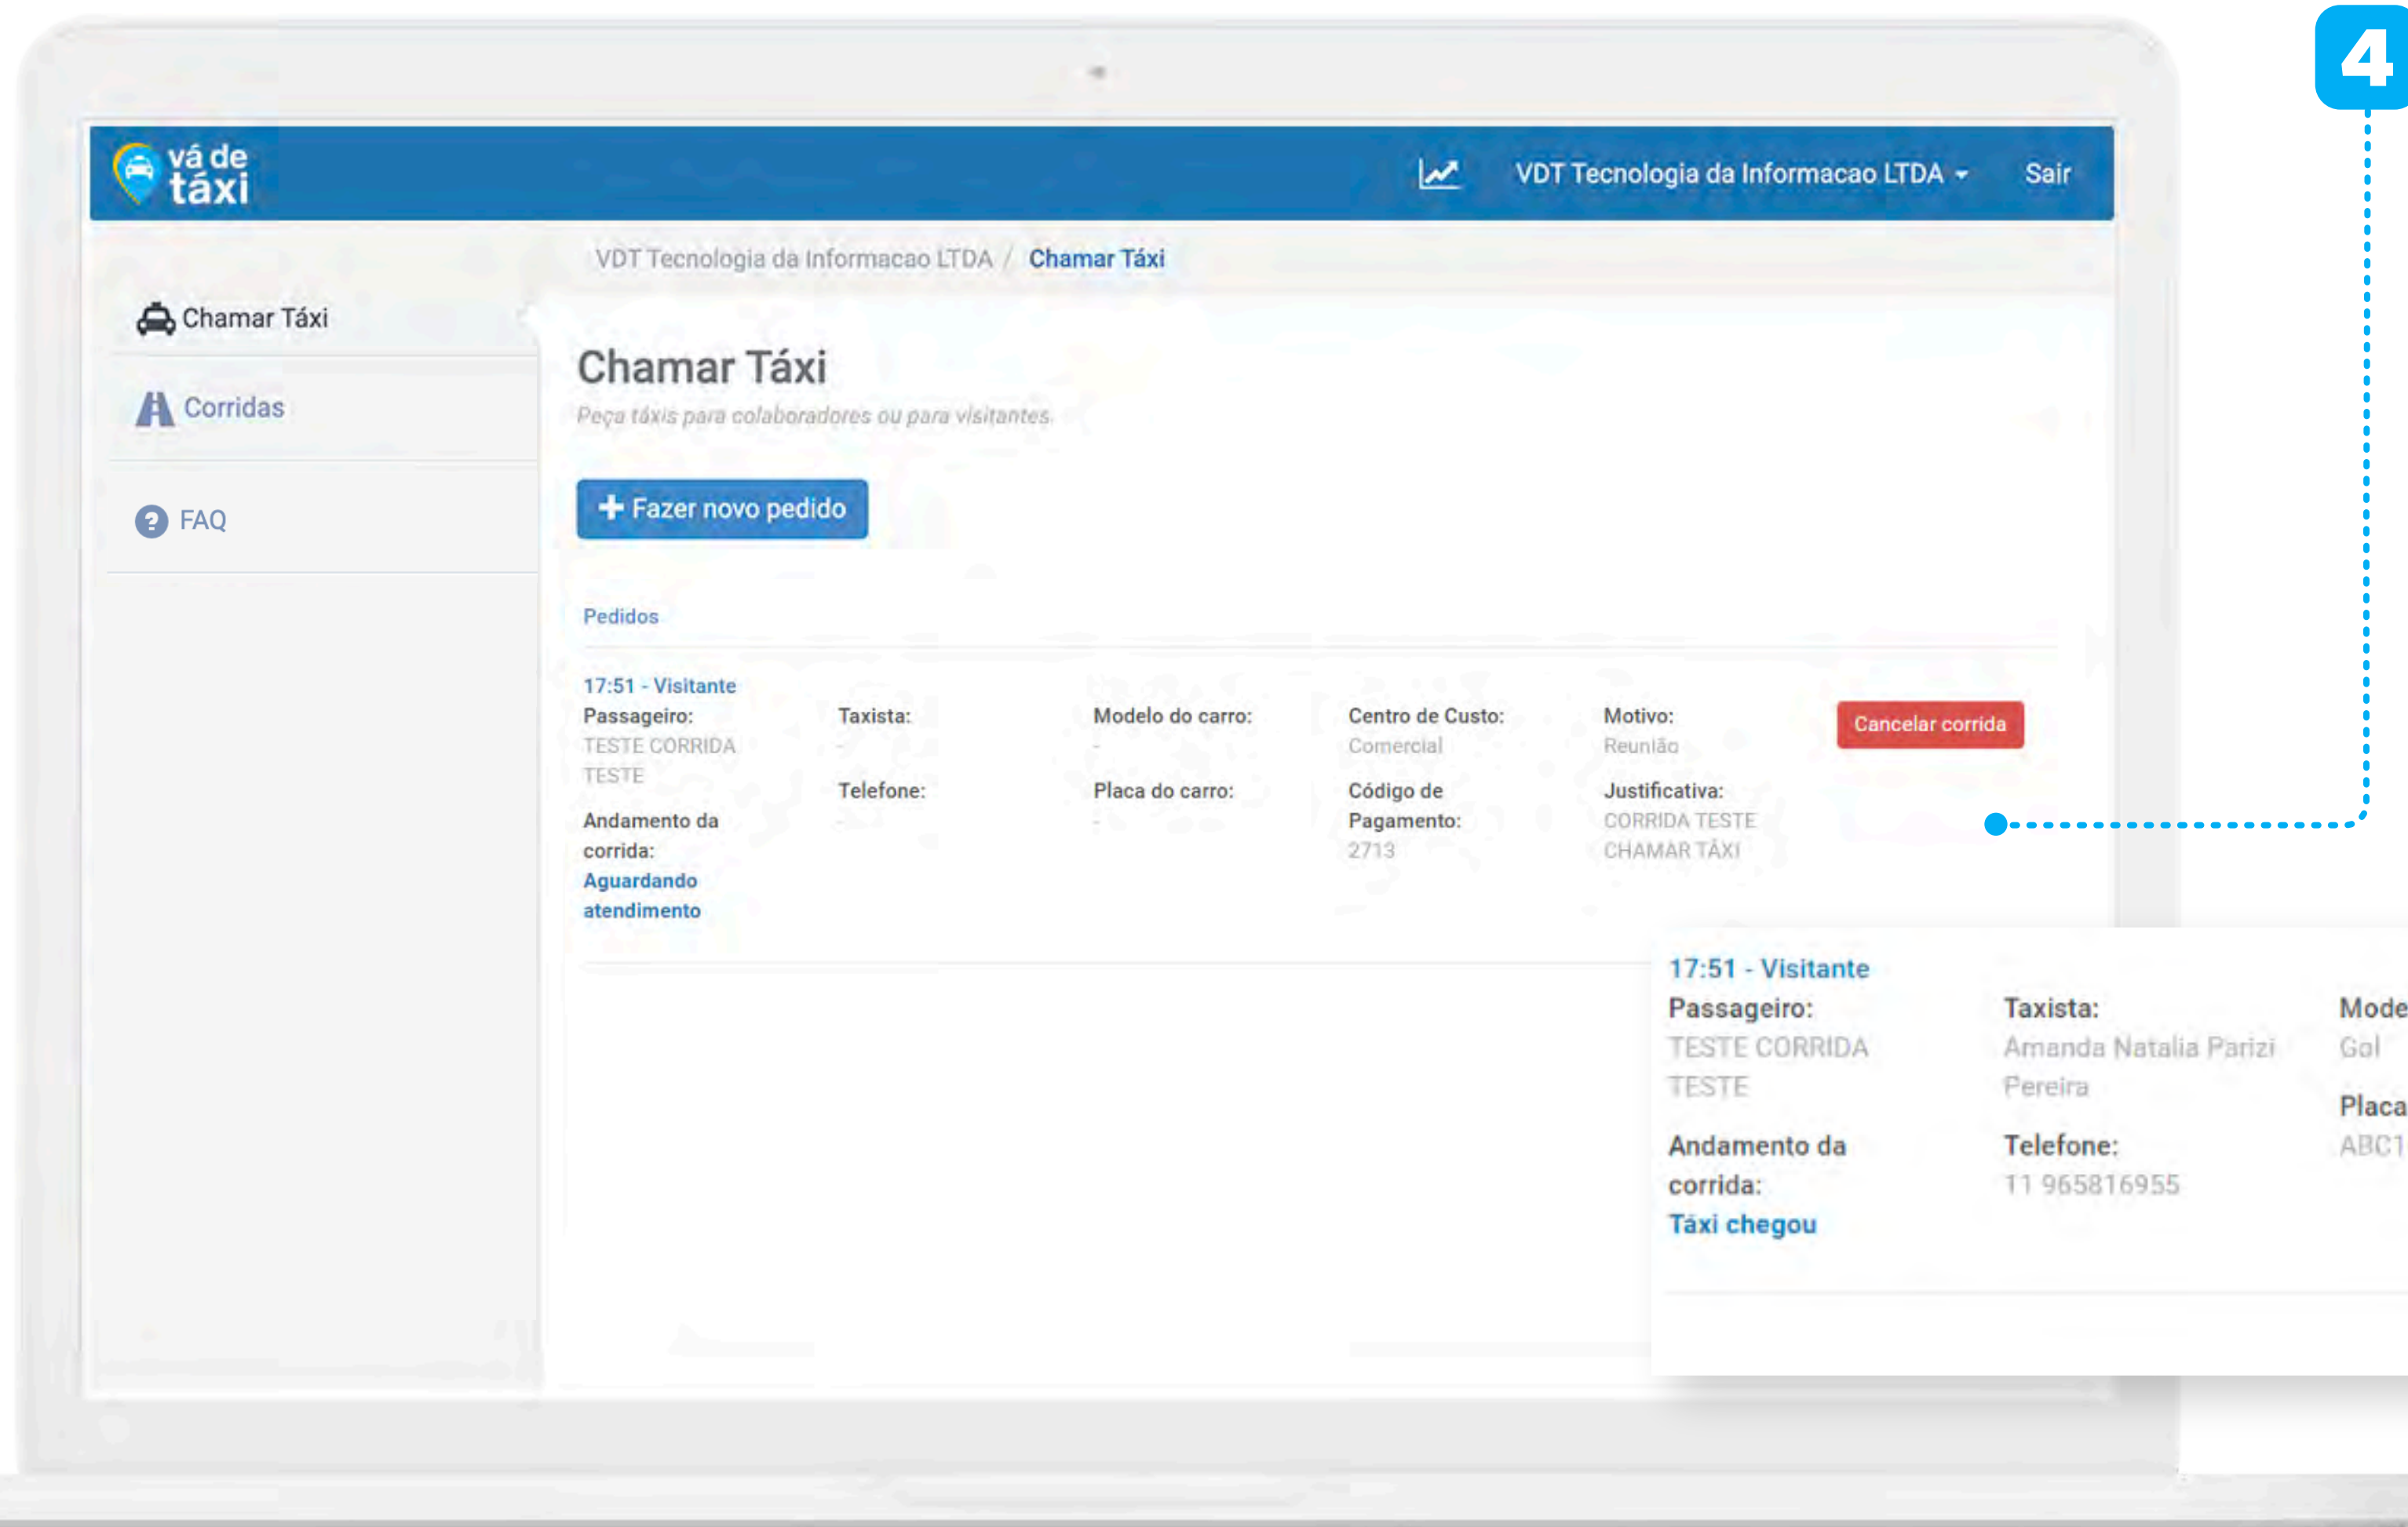 4
vá de
táxi
VDT Tecnologia da Informacao LTDA
Sair
VDT Tecnologia da Informacao LTDA / Chamar Táxi
Chamar Táxi
Corridas
FAQ
Chamar Táxi
Peça táxis para colaboradores ou para visitantes.
+ Fazer novo pedido
Pedidos
17:51 - Visitante
Passageiro:
TESTE CORRIDA
TESTE
Andamento da
corrida:
Aguardando
atendimento
Taxista:
-
Telefone:
-
Modelo do carro:
-
Placa do carro:
-
Centro de Custo:
Comercial
Código de
Pagamento:
2713
Motivo:
Reunião
Justificativa:
CORRIDA TESTE
CHAMAR TÁXI
Cancelar corrida
17:51 - Visitante
Passageiro:
TESTE CORRIDA
TESTE
Andamento da
corrida:
Táxi chegou
Taxista:
Amanda Natalia Parizi
Pereira
Telefone:
11 965816955
Mode
Gol
Placa
ABC1